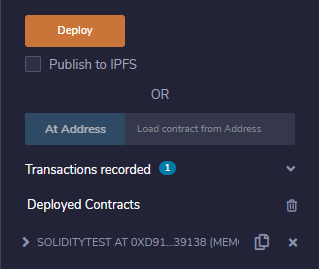 Deploy
Publish to IPFS
OR
At Address Load contract from Address
Transactions recorded 1
Deployed Contracts
SOLIDITYTEST AT 0XD91...39138 (MEMO